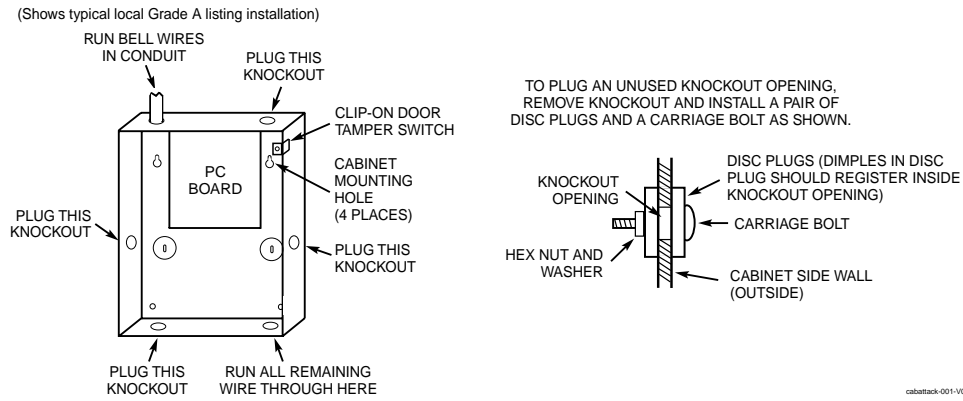 (Shows typical local Grade A listing installation)
RUN BELL WIRES
IN CONDUIT
PLUG THIS
KNOCKOUT
CLIP-ON DOOR
TAMPER SWITCH
CABINET
MOUNTING
HOLE
(4 PLACES)
PC
BOARD
PLUG THIS
KNOCKOUT
PLUG THIS
KNOCKOUT
PLUG THIS
KNOCKOUT
RUN ALL REMAINING
WIRE THROUGH HERE
TO PLUG AN UNUSED KNOCKOUT OPENING,
REMOVE KNOCKOUT AND INSTALL A PAIR OF
DISC PLUGS AND A CARRIAGE BOLT AS SHOWN.
KNOCKOUT
OPENING
DISC PLUGS (DIMPLES IN DISC
PLUG SHOULD REGISTER INSIDE
KNOCKOUT OPENING)
CARRIAGE BOLT
HEX NUT AND
WASHER
CABINET SIDE WALL
(OUTSIDE)